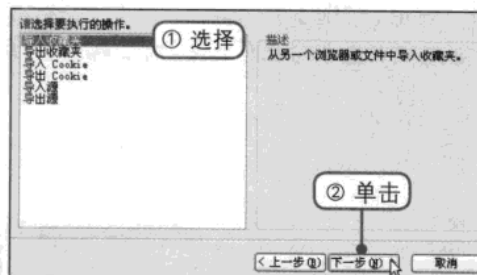 请选择要执行的操作。
导入收藏夹
导出收藏夹
导入 Cookie
导出 Cookie
导入源
导出源
① 选择
描述
从另一个浏览器或文件中导入收藏夹。
② 单击
<上一步(B)
下一步(N)
取消